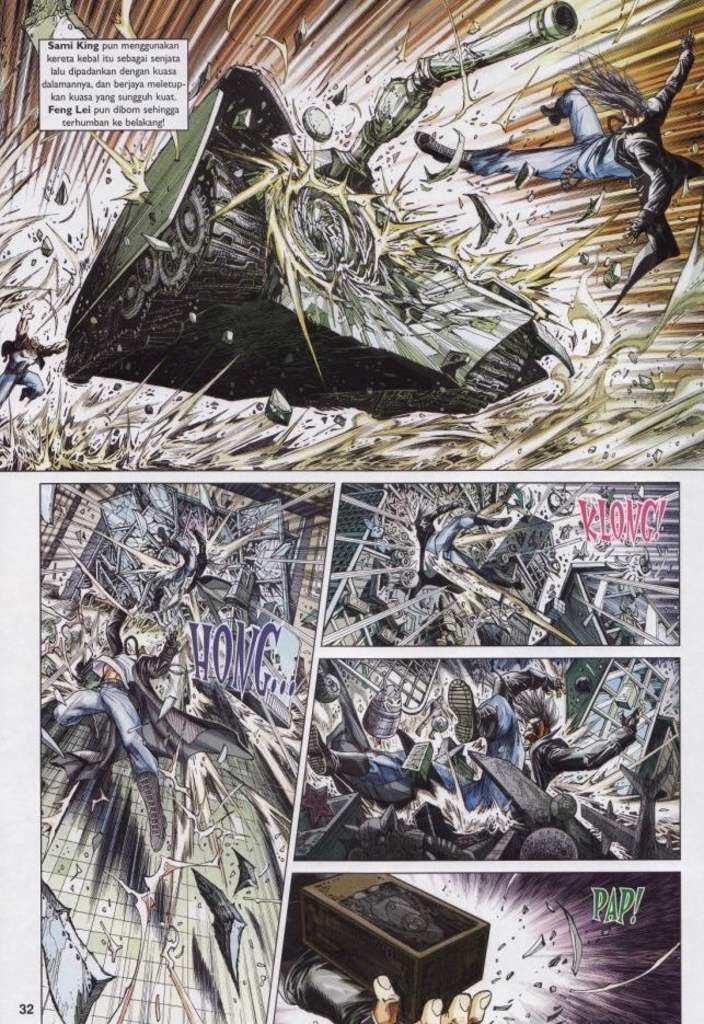 Sami King pun menggunakan
kereta kebal itu sebagai senjata
lalu dipadankan dengan kuasa
dalamannya, dan berjaya meletup-
kan kuasa yang sungguh kuat.
Feng Lei pun dibom sehingga
terhumban ke belakang!
HONG...
KLONG!
PAP!
32